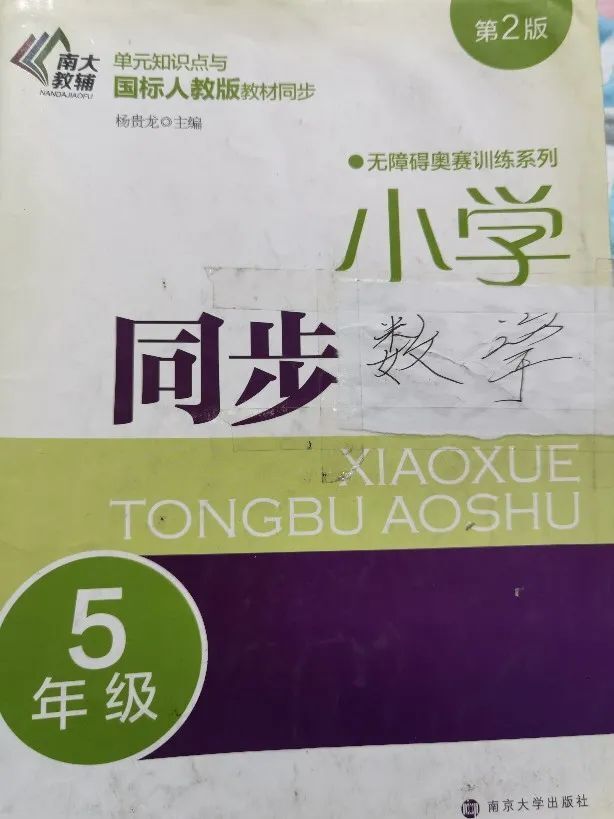 南大
教辅
NANDAJIAOFU
单元知识点与
国标人教版教材同步
杨贵龙◎主编
第2版
●无障碍奥赛训练系列
小学
同步数学
XIAOXUE
TONGBU AOSHU
5
年级
南京大学出版社